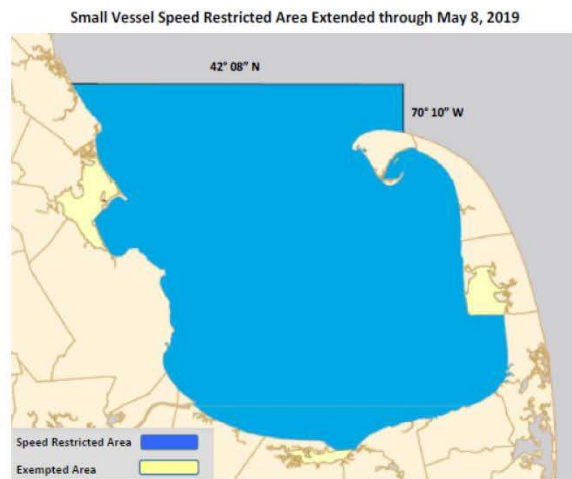 Small Vessel Speed Restricted Area Extended through May 8, 2019
42° 08” N
70° 10” W
Speed Restricted Area
Exempted Area